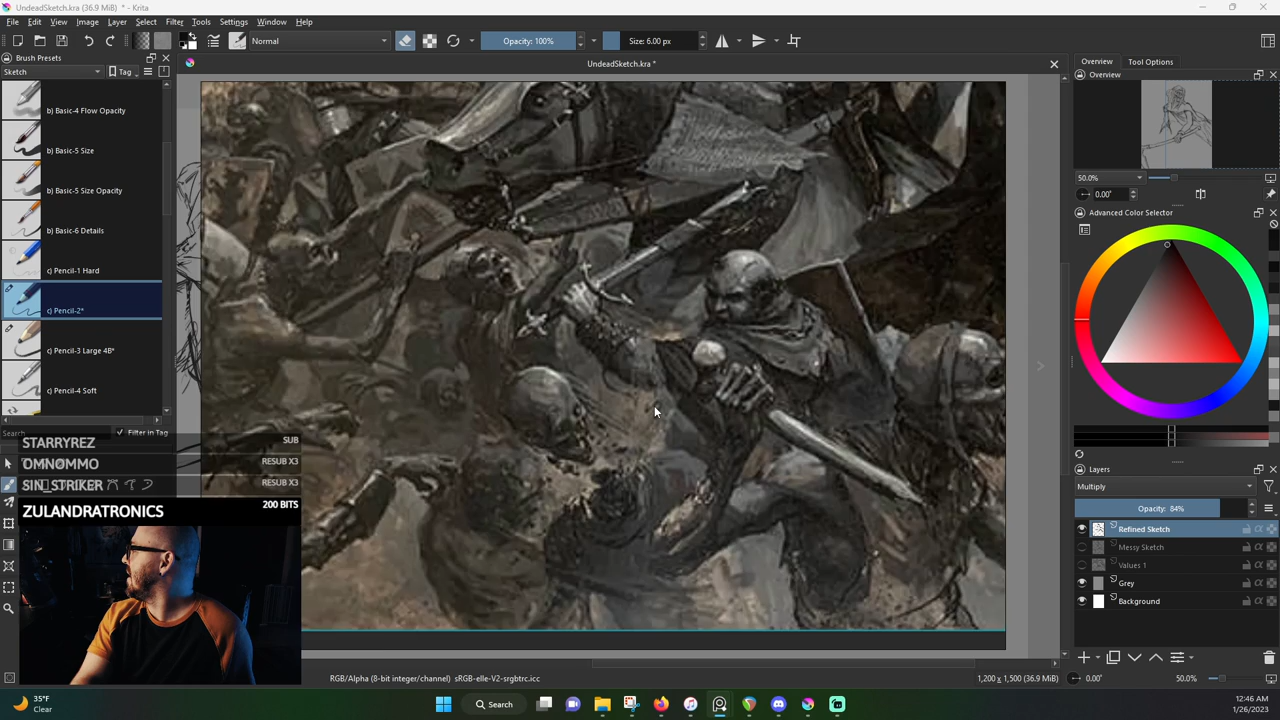 UndeadSketch.kra (36.9 MiB) * - Krita
File Edit View Image Layer Select Filter Tools Settings Window Help
Normal
Opacity: 100%
Size: 6.00 px
Brush Presets
UndeadSketch.kra *
Overview Tool Options
Sketch
Tag
Overview
b) Basic-4 Flow Opacity
b) Basic-5 Size
50.0%
b) Basic-5 Size Opacity
0.00°
Advanced Color Selector
b) Basic-6 Details
c) Pencil-1 Hard
c) Pencil-2*
c) Pencil-3 Large 4B*
c) Pencil-4 Soft
Search
Filter in Tag
STARRYREZ SUB
OMNOMMO RESUB X3
SIN_STRIKER RESUB X3
ZULANDRATRONICS 200 BITS
Layers
Multiply
Opacity: 84%
Refined Sketch
Messy Sketch
Values 1
Grey
Background
RGB/Alpha (8-bit integer/channel) sRGB-elle-V2-srgbtrc.icc
1,200 x 1,500 (36.9 MiB)
0.00°
50.0%
35°F
Clear
Search
12:46 AM
1/26/2023